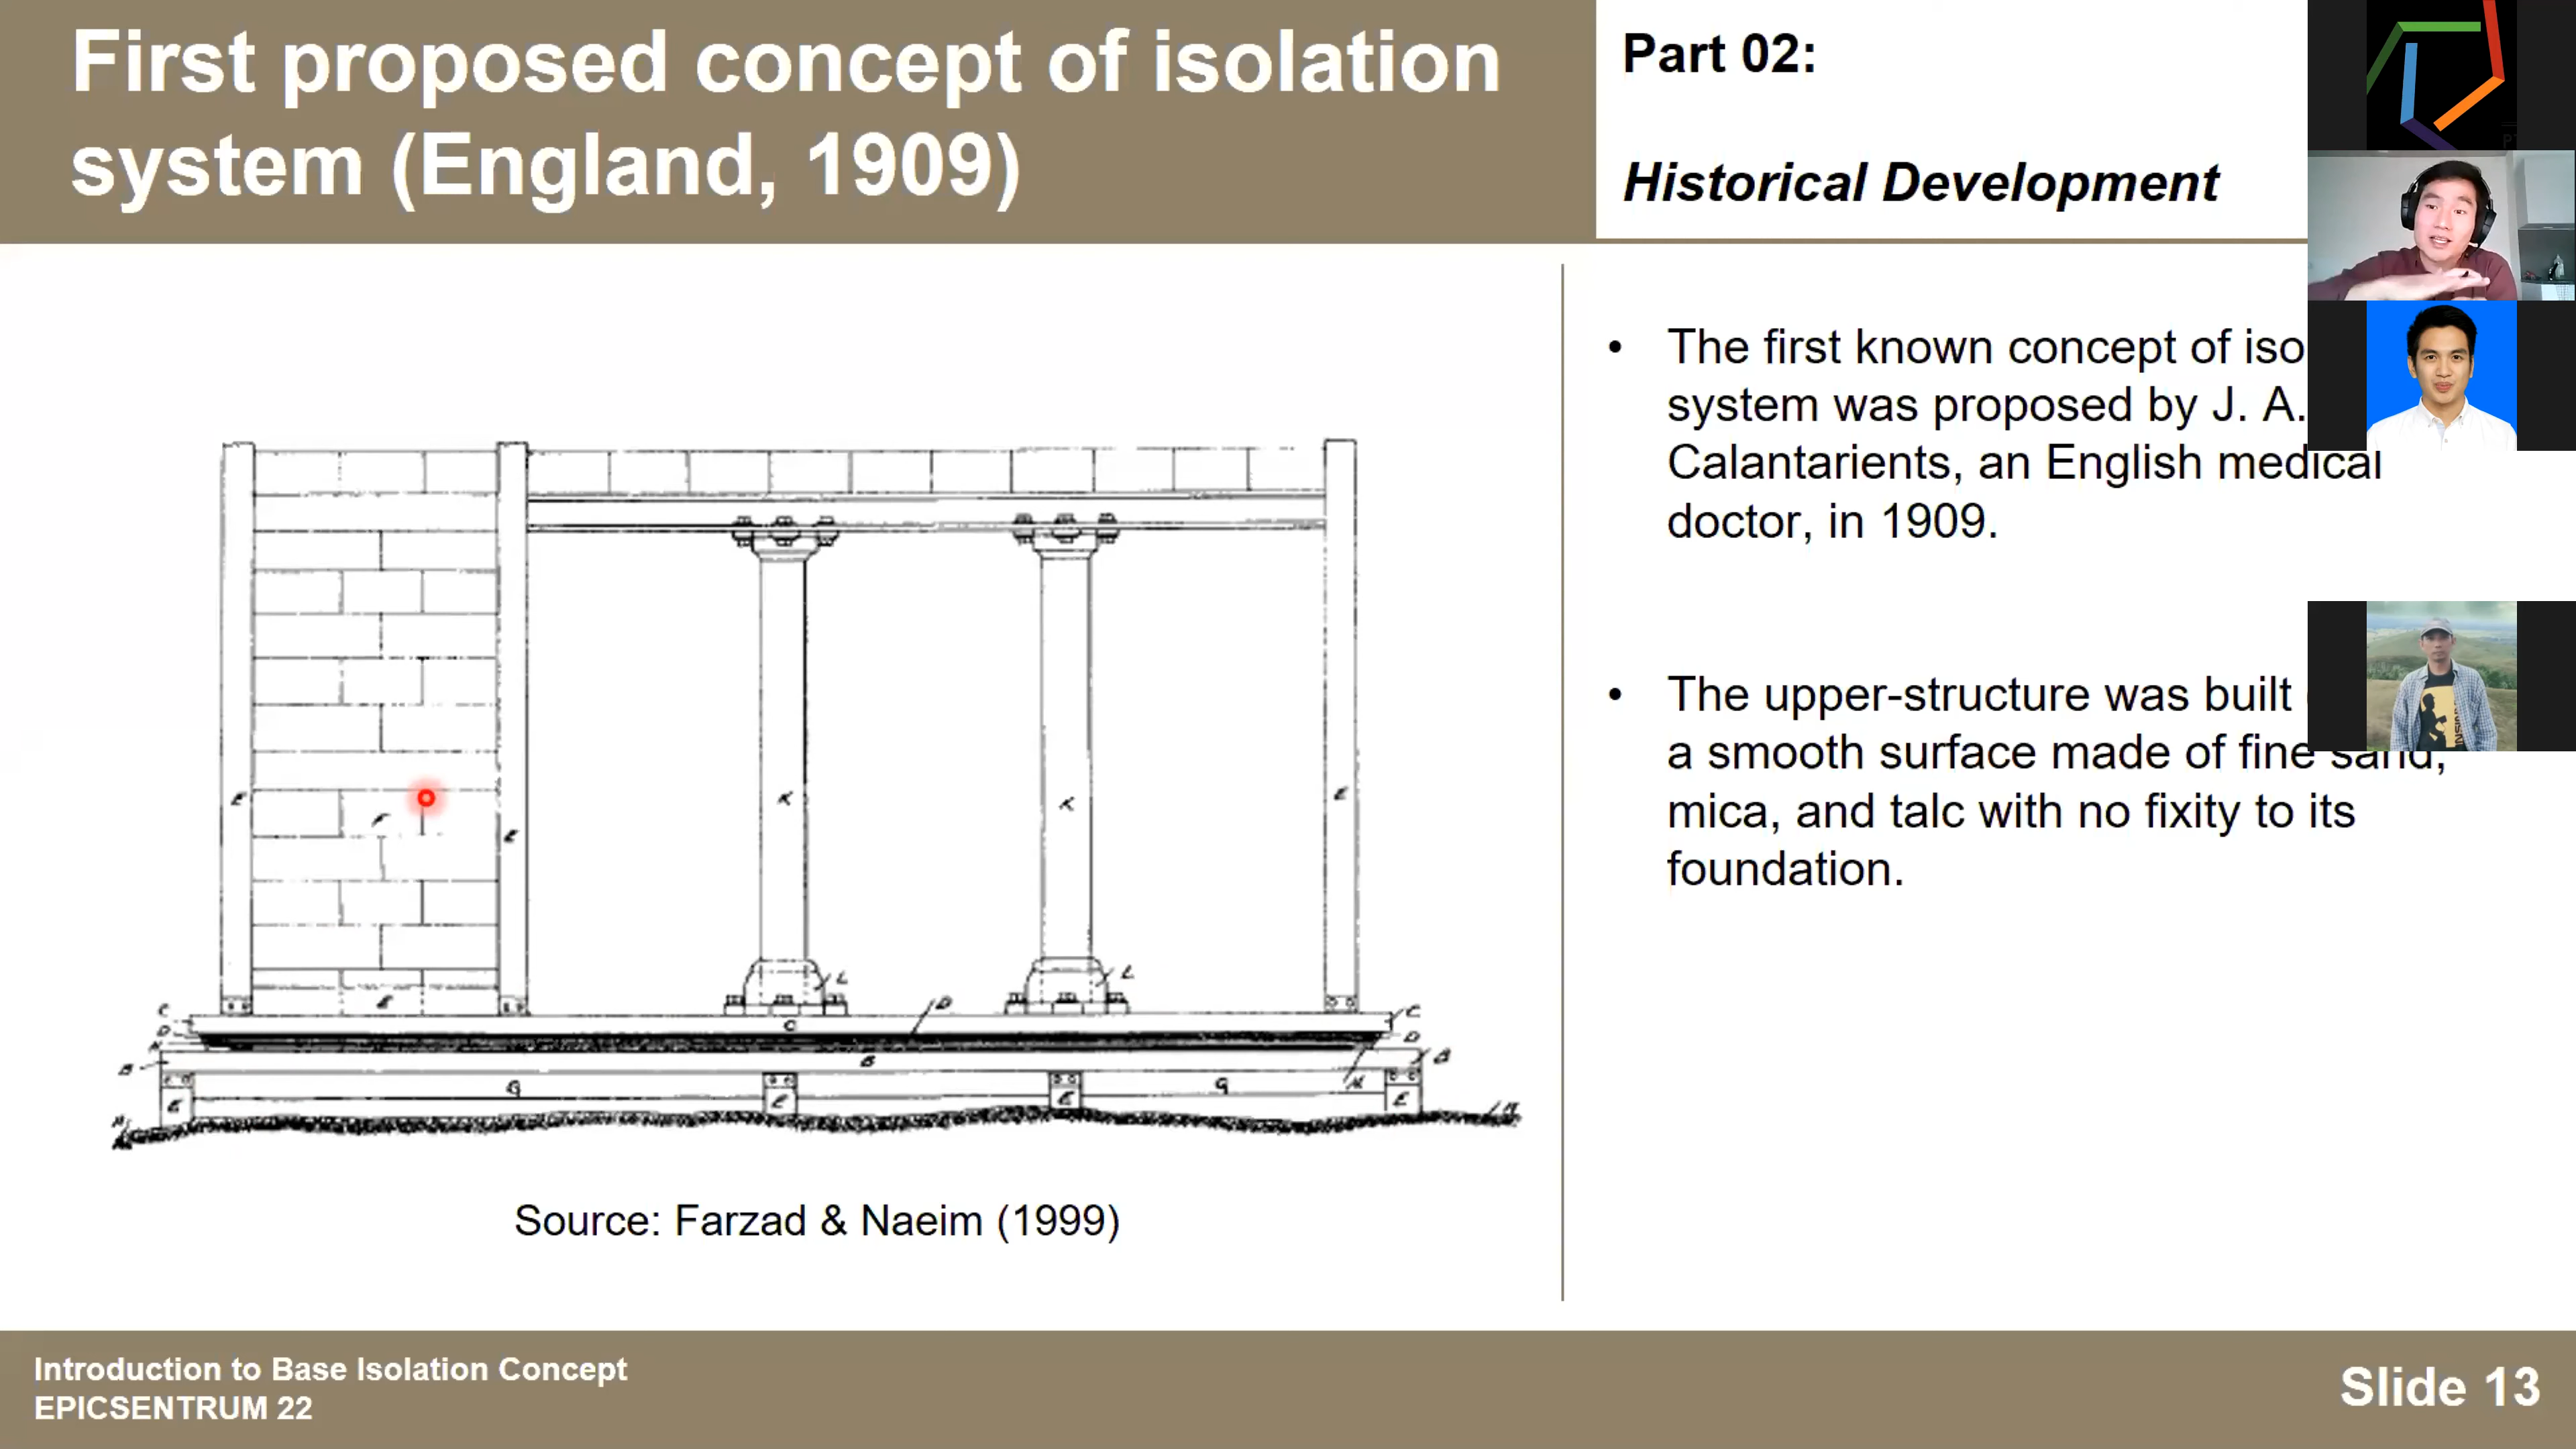 First proposed concept of isolation
system (England, 1909)
Part 02:
Historical Development
• The first known concept of iso
system was proposed by J. A.
Calantarients, an English medical
doctor, in 1909.
• The upper-structure was built
a smooth surface made of fine sand,
mica, and talc with no fixity to its
foundation.
E
F
E
K
K
E
E
L
L
C
D
C
D
C
D
N
B
B
B
G
G
N
E
E
E
E
H
H
Source: Farzad & Naeim (1999)
Introduction to Base Isolation Concept
EPICSENTRUM 22
Slide 13